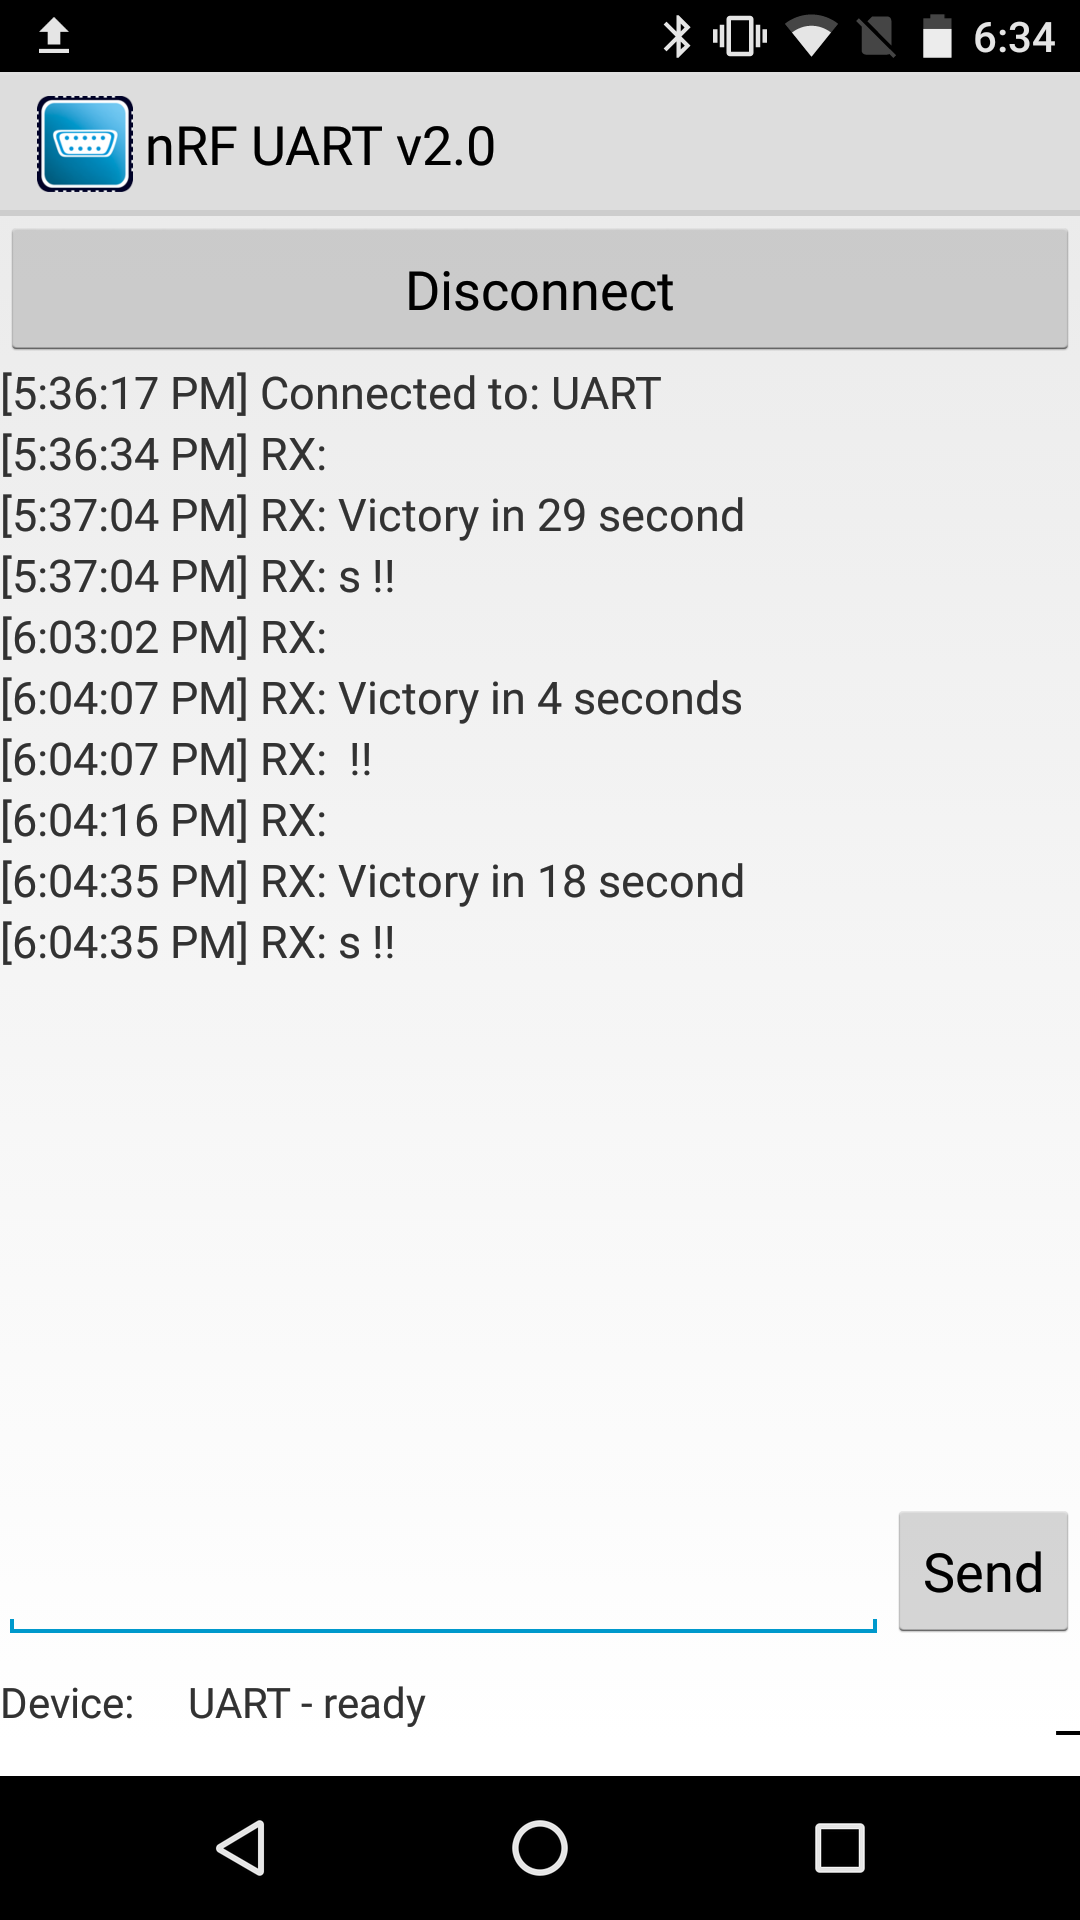 6:34
nRF UART v2.0
Disconnect
[5:36:17 PM] Connected to: UART
[5:36:34 PM] RX:
[5:37:04 PM] RX: Victory in 29 second
[5:37:04 PM] RX: s !!
[6:03:02 PM] RX:
[6:04:07 PM] RX: Victory in 4 seconds
[6:04:07 PM] RX:  !!
[6:04:16 PM] RX:
[6:04:35 PM] RX: Victory in 18 second
[6:04:35 PM] RX: s !!
Send
Device: UART - ready